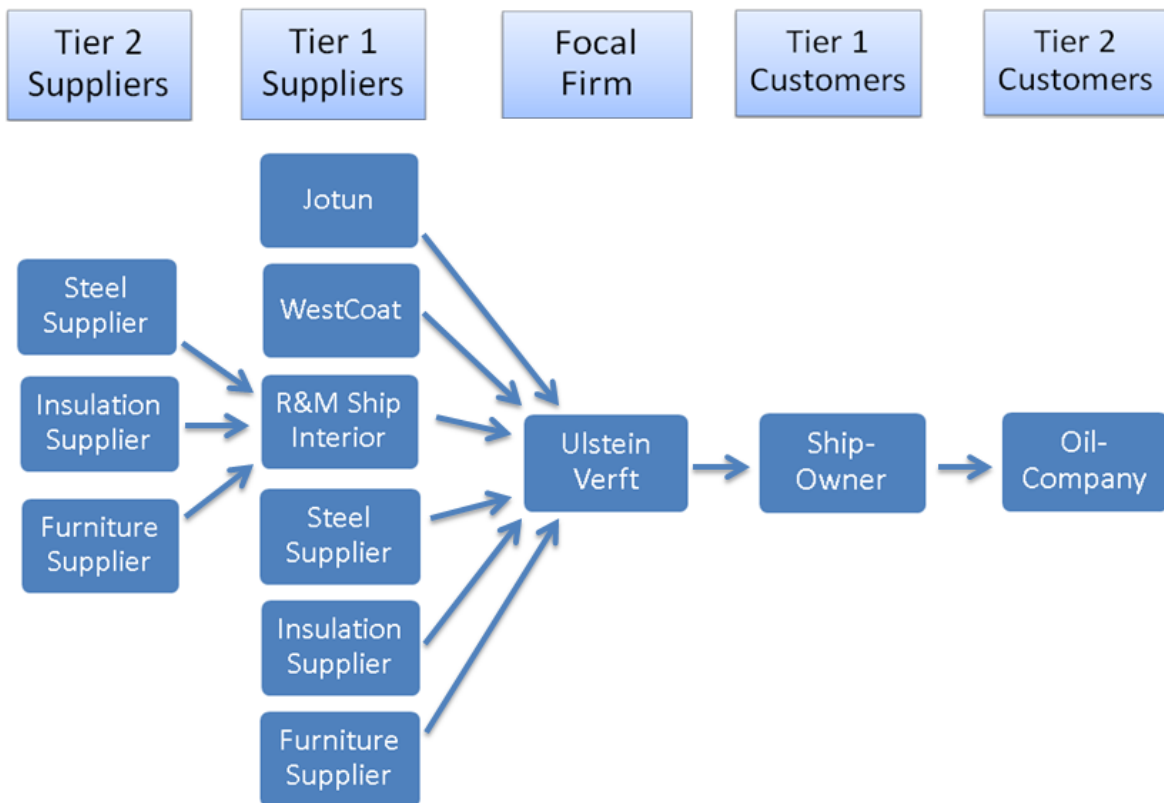 Tier 2
Suppliers
Tier 1
Suppliers
Focal
Firm
Tier 1
Customers
Tier 2
Customers
Steel
Supplier
Insulation
Supplier
Furniture
Supplier
Jotun
WestCoat
R&M Ship
Interior
Steel
Supplier
Insulation
Supplier
Furniture
Supplier
Ulstein
Verft
Ship-
Owner
Oil-
Company